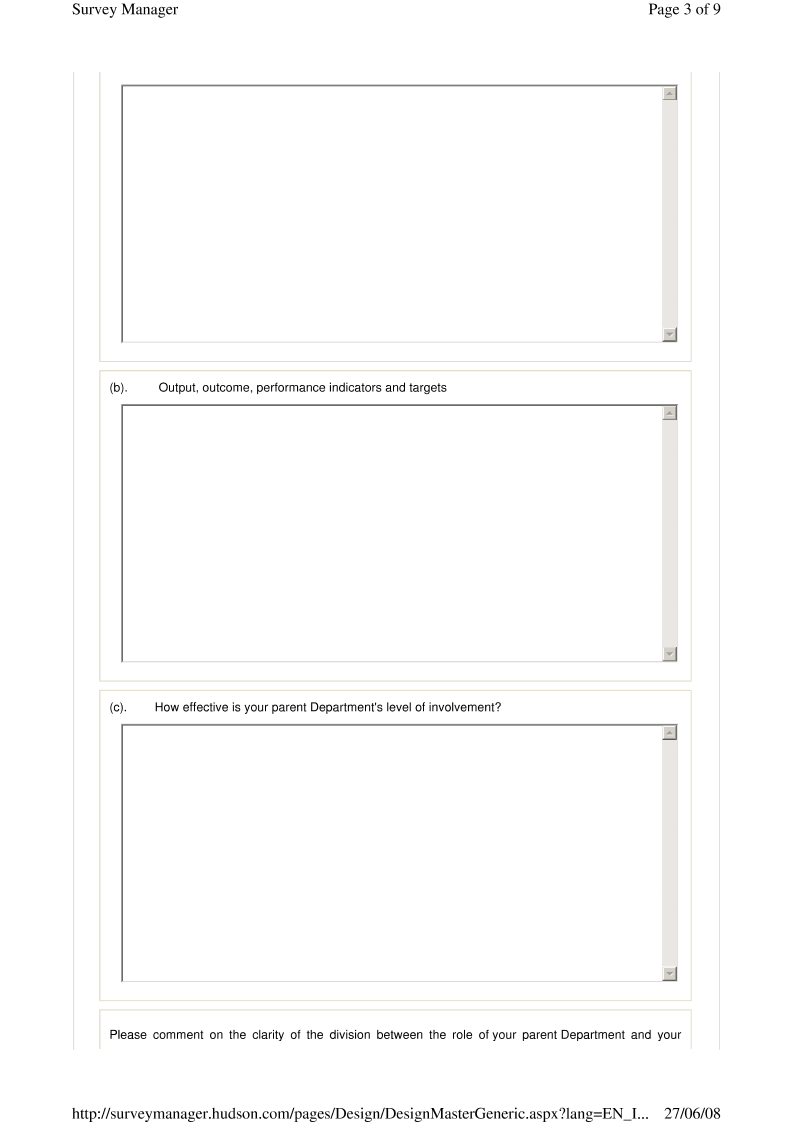 Survey Manager Page 3 of 9
(b). Output, outcome, performance indicators and targets
(c). How effective is your parent Department's level of involvement?
Please comment on the clarity of the division between the role of your parent Department and your
http://surveymanager.hudson.com/pages/Design/DesignMasterGeneric.aspx?lang=EN_I... 27/06/08